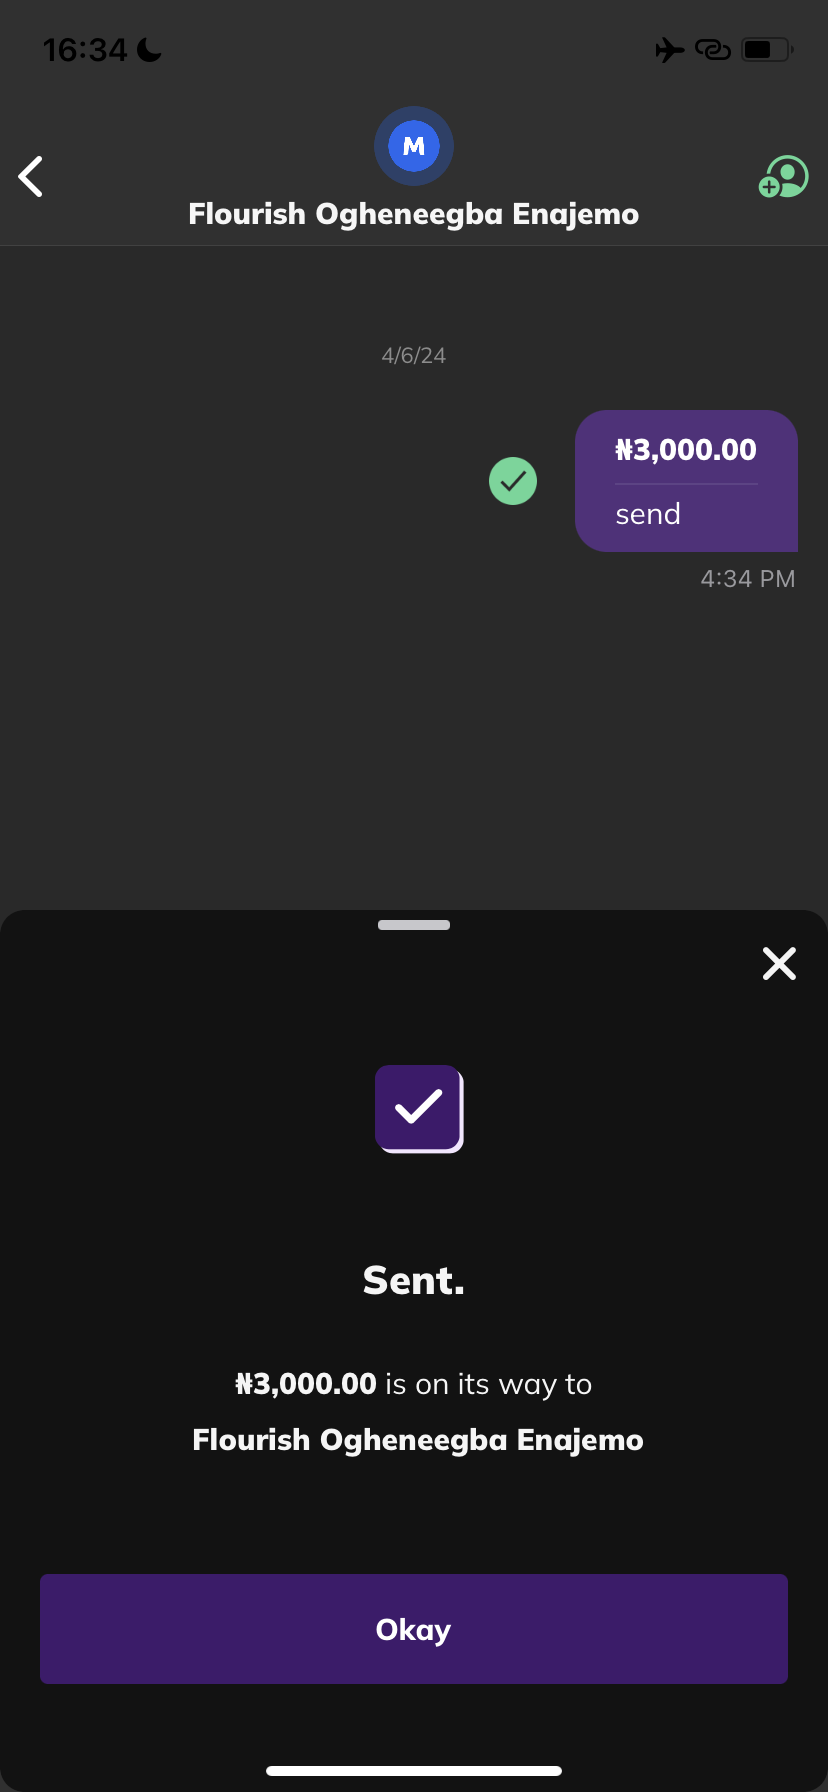 16:34
M
Flourish Ogheneegba Enajemo
4/6/24
₦3,000.00
send
4:34 PM
Sent.
₦3,000.00 is on its way to
Flourish Ogheneegba Enajemo
Okay